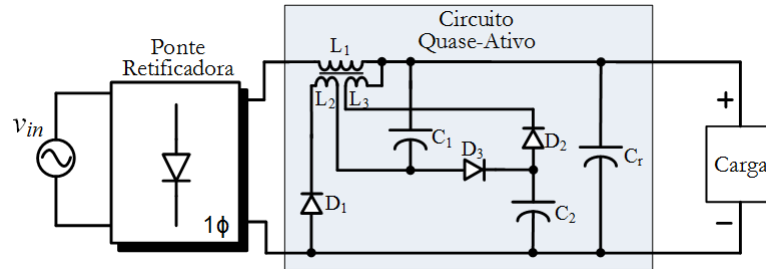 Circuito
Quase-Ativo
Ponte
Retificadora
v_in
1ϕ
L₁
L₂
L₃
C₁
D₃
D₂
D₁
C₂
Cᵣ
+
Carga
−